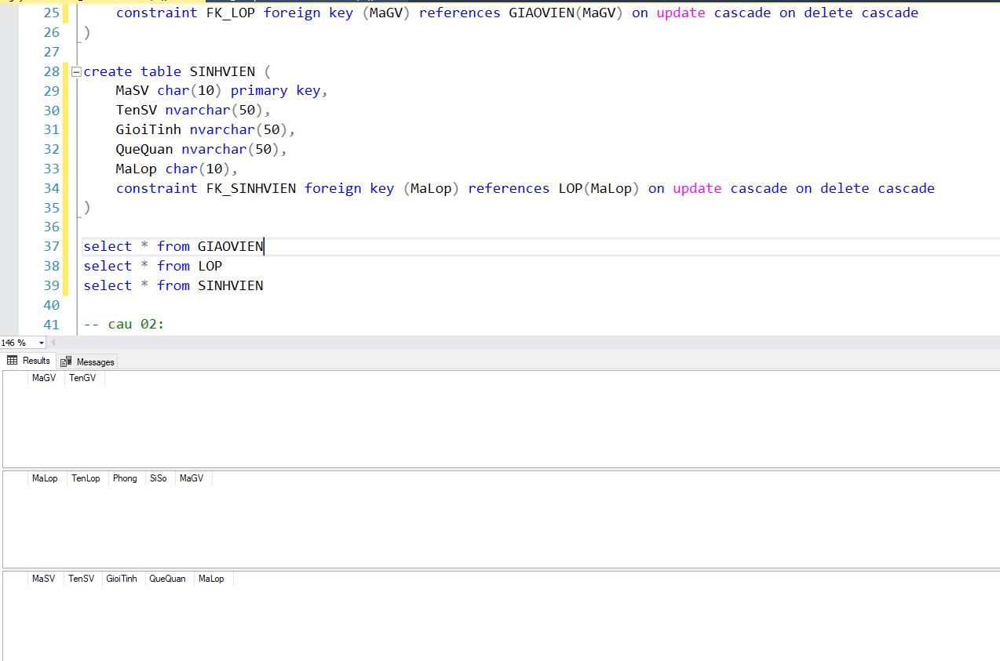 25 constraint FK_LOP foreign key (MaGV) references GIAOVIEN(MaGV) on update cascade on delete cascade
26 )
27
28 create table SINHVIEN (
29 MaSV char(10) primary key,
30 TenSV nvarchar(50),
31 GioiTinh nvarchar(50),
32 QueQuan nvarchar(50),
33 MaLop char(10),
34 constraint FK_SINHVIEN foreign key (MaLop) references LOP(MaLop) on update cascade on delete cascade
35 )
36
37 select * from GIAOVIEN
38 select * from LOP
39 select * from SINHVIEN
40
41 -- cau 02:
146 %
Results Messages
MaGV TenGV
MaLop TenLop Phong SiSo MaGV
MaSV TenSV GioiTinh QueQuan MaLop